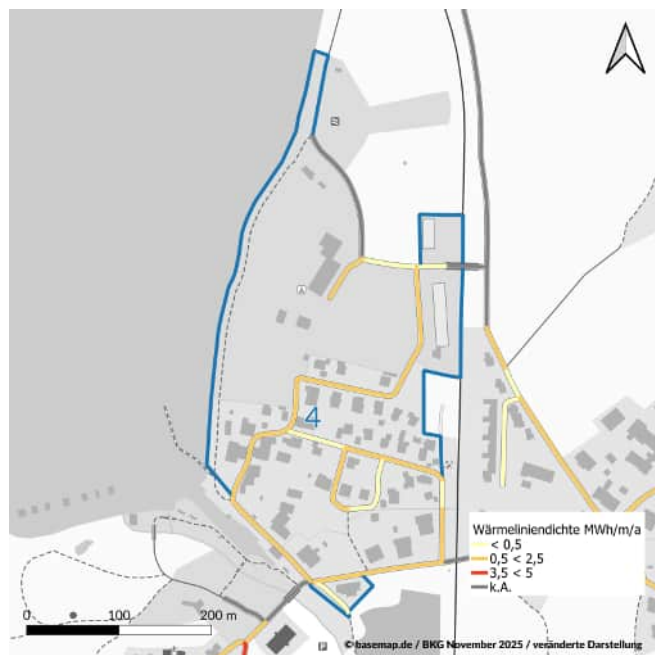 4
Wärmeliniendichte MWh/m/a
< 0,5
0,5 < 2,5
3,5 < 5
k.A.
0 100 200 m
P
© basemap.de / BKG November 2025 / veränderte Darstellung